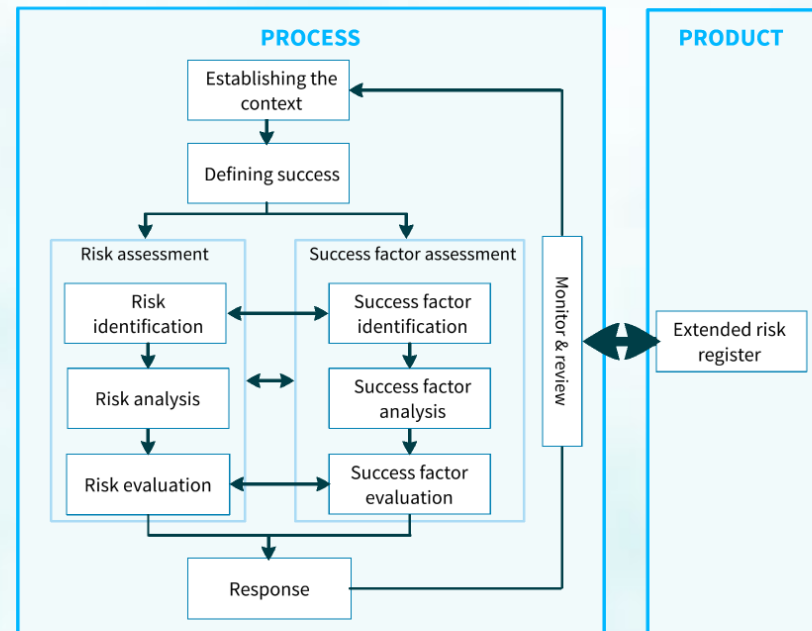 PROCESS
Establishing the
context
Defining success
Risk assessment
Risk
identification
Risk analysis
Risk evaluation
Success factor assessment
Success factor
identification
Success factor
analysis
Success factor
evaluation
Response
Monitor & review
PRODUCT
Extended risk
register